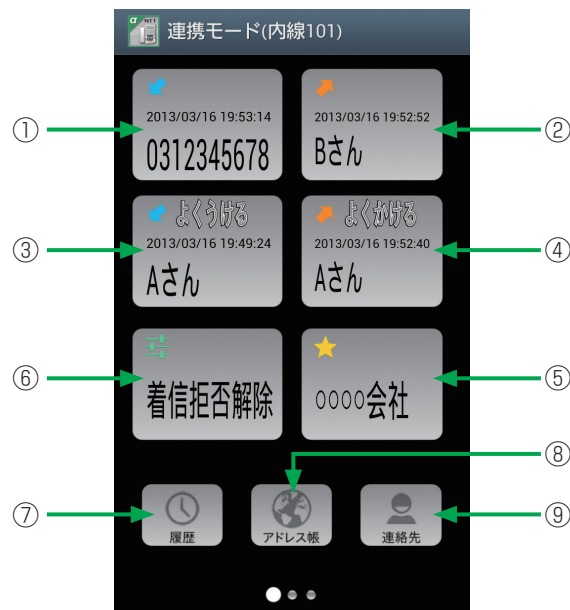 α NET
連携モード(内線101)
① 2013/03/16 19:53:14
0312345678
2013/03/16 19:52:52 ②
Bさん
③ よくうける
2013/03/16 19:49:24
Aさん
よくかける ④
2013/03/16 19:52:40
Aさん
⑥ 着信拒否解除
○○○○会社 ⑤
⑧
⑦ 履歴
アドレス帳
連絡先 ⑨